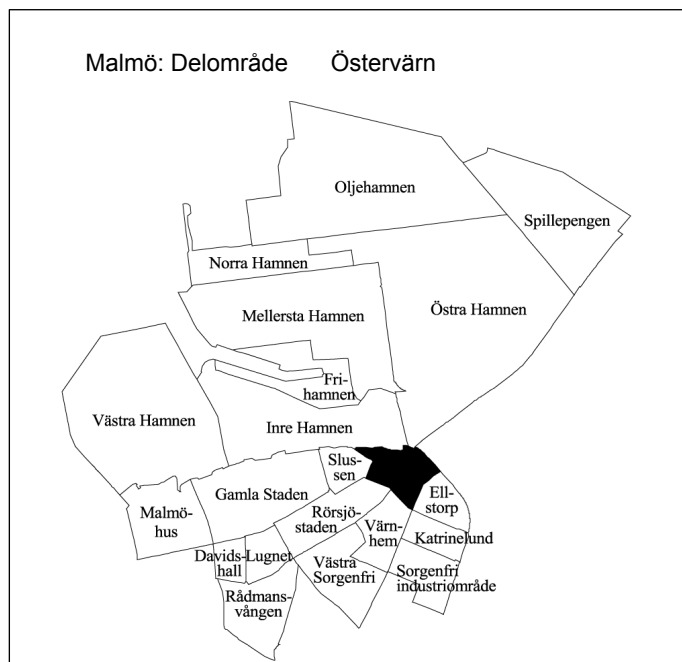 Malmö: Delområde Östervärn
Oljehamnen
Spillepengen
Norra Hamnen
Östra Hamnen
Mellersta Hamnen
Fri-
hamnen
Västra Hamnen
Inre Hamnen
Slus-
sen
Gamla Staden
Ell-
storp
Malmö-
hus
Rörsjö-
staden
Värn-
hem
Katrinelund
Davids-
hall
Lugnet
Västra
Sorgenfri
Sorgenfri
industriområde
Rådmans-
vången